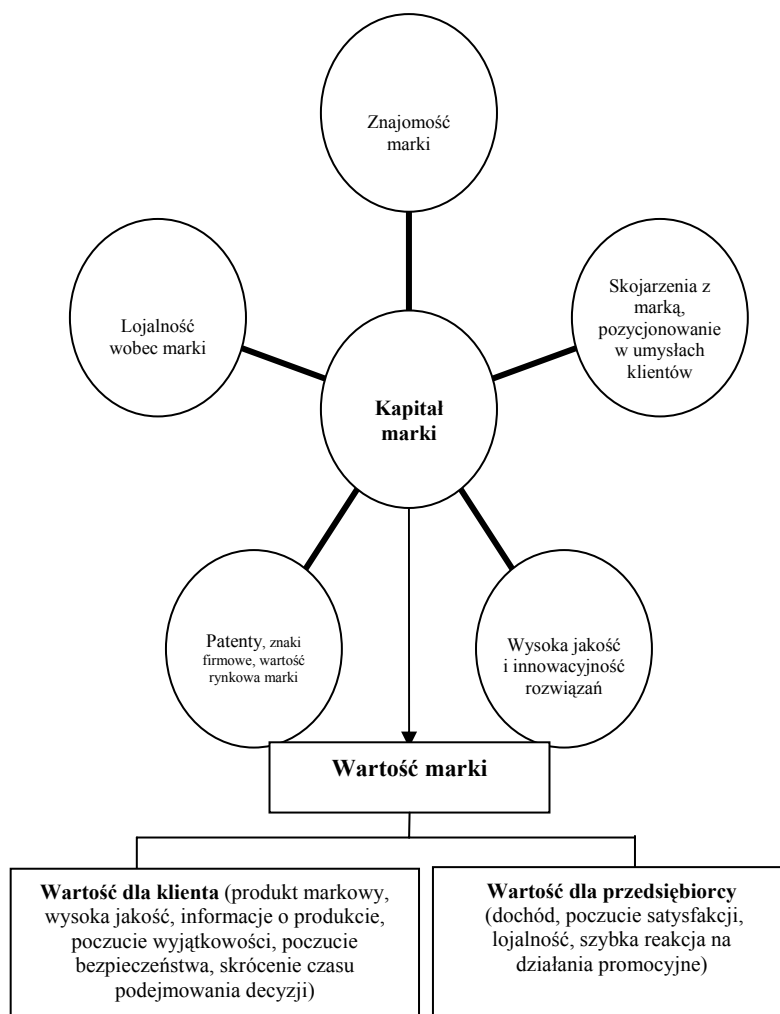 Znajomość
marki
Lojalność
wobec marki
Skojarzenia z
marką,
pozycjonowanie
w umysłach
klientów
Kapitał
marki
Patenty, znaki
firmowe, wartość
rynkowa marki
Wysoka jakość
i innowacyjność
rozwiązań
Wartość marki
Wartość dla klienta (produkt markowy,
wysoka jakość, informacje o produkcie,
poczucie wyjątkowości, poczucie
bezpieczeństwa, skrócenie czasu
podejmowania decyzji)
Wartość dla przedsiębiorcy
(dochód, poczucie satysfakcji,
lojalność, szybka reakcja na
działania promocyjne)